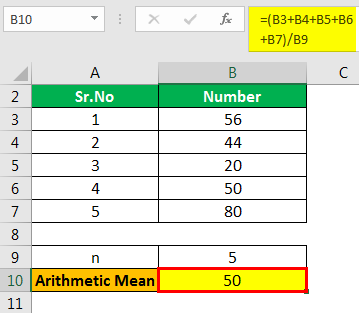 B10
fx
=(B3+B4+B5+B6
+B7)/B9
A B C
2 Sr.No Number
3 1 56
4 2 44
5 3 20
6 4 50
7 5 80
8
9 n 5
10 Arithmetic Mean 50
11